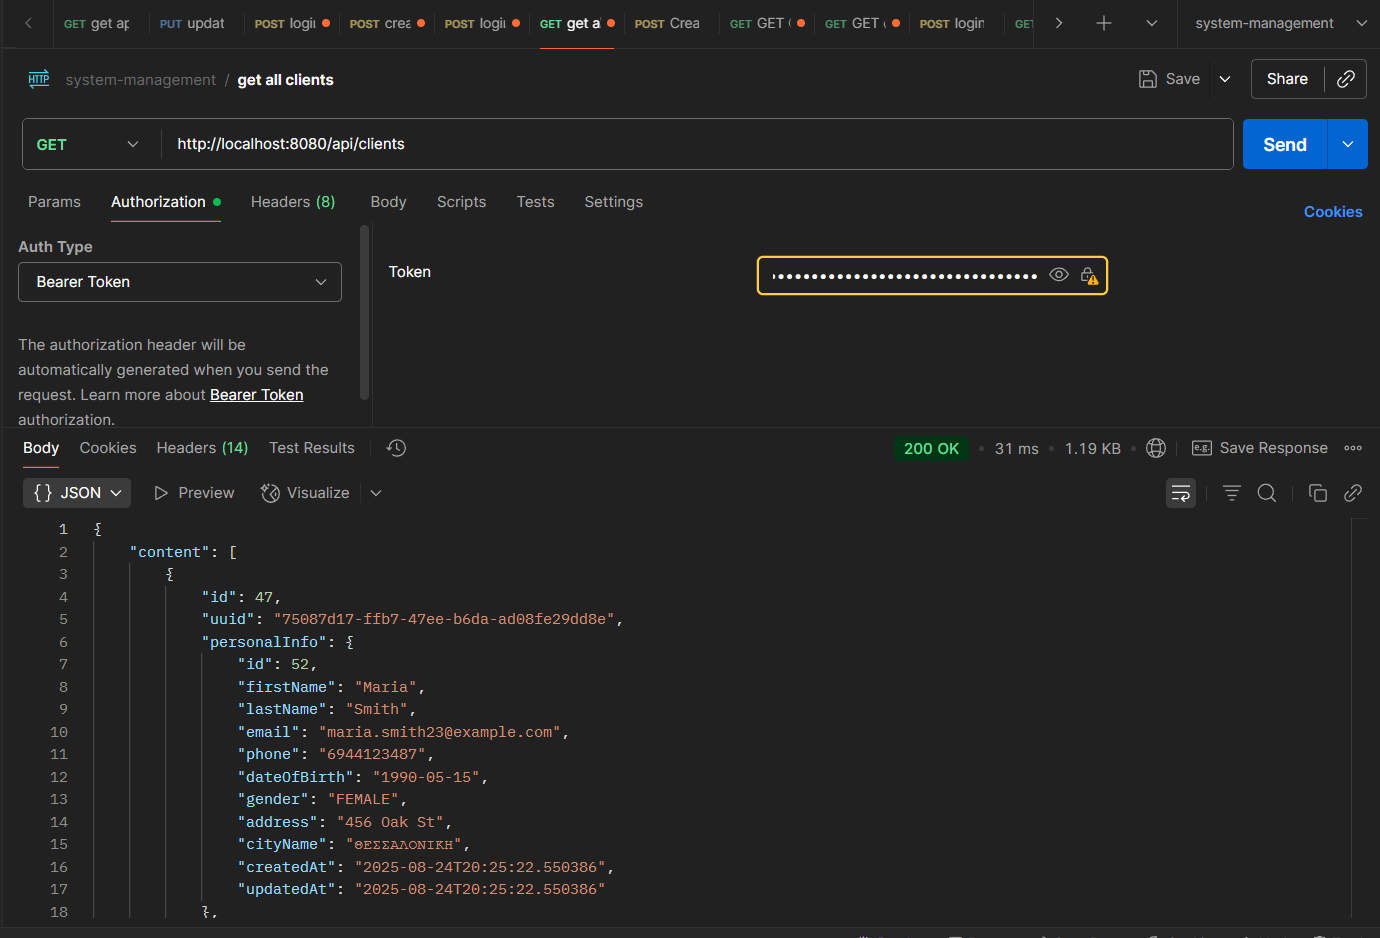 GET get ap
PUT updat
POST logi
POST crea
POST logi
GET get a
POST Crea
GET GET
GET GET
POST login
GET
system-management
HTTP system-management / get all clients
Save
Share
GET http://localhost:8080/api/clients
Send
Params Authorization Headers (8) Body Scripts Tests Settings
Cookies
Auth Type
Bearer Token
Token
The authorization header will be
automatically generated when you send the
request. Learn more about Bearer Token
authorization.
Body Cookies Headers (14) Test Results
200 OK • 31 ms • 1.19 KB
e.g. Save Response
{} JSON Preview Visualize
1 {
2 "content": [
3 {
4 "id": 47,
5 "uuid": "75087d17-ffb7-47ee-b6da-ad08fe29dd8e",
6 "personalInfo": {
7 "id": 52,
8 "firstName": "Maria",
9 "lastName": "Smith",
10 "email": "maria.smith23@example.com",
11 "phone": "6944123487",
12 "dateOfBirth": "1990-05-15",
13 "gender": "FEMALE",
14 "address": "456 Oak St",
15 "cityName": "ΘΕΣΣΑΛΟΝΙΚΗ",
16 "createdAt": "2025-08-24T20:25:22.550386",
17 "updatedAt": "2025-08-24T20:25:22.550386"
18 },